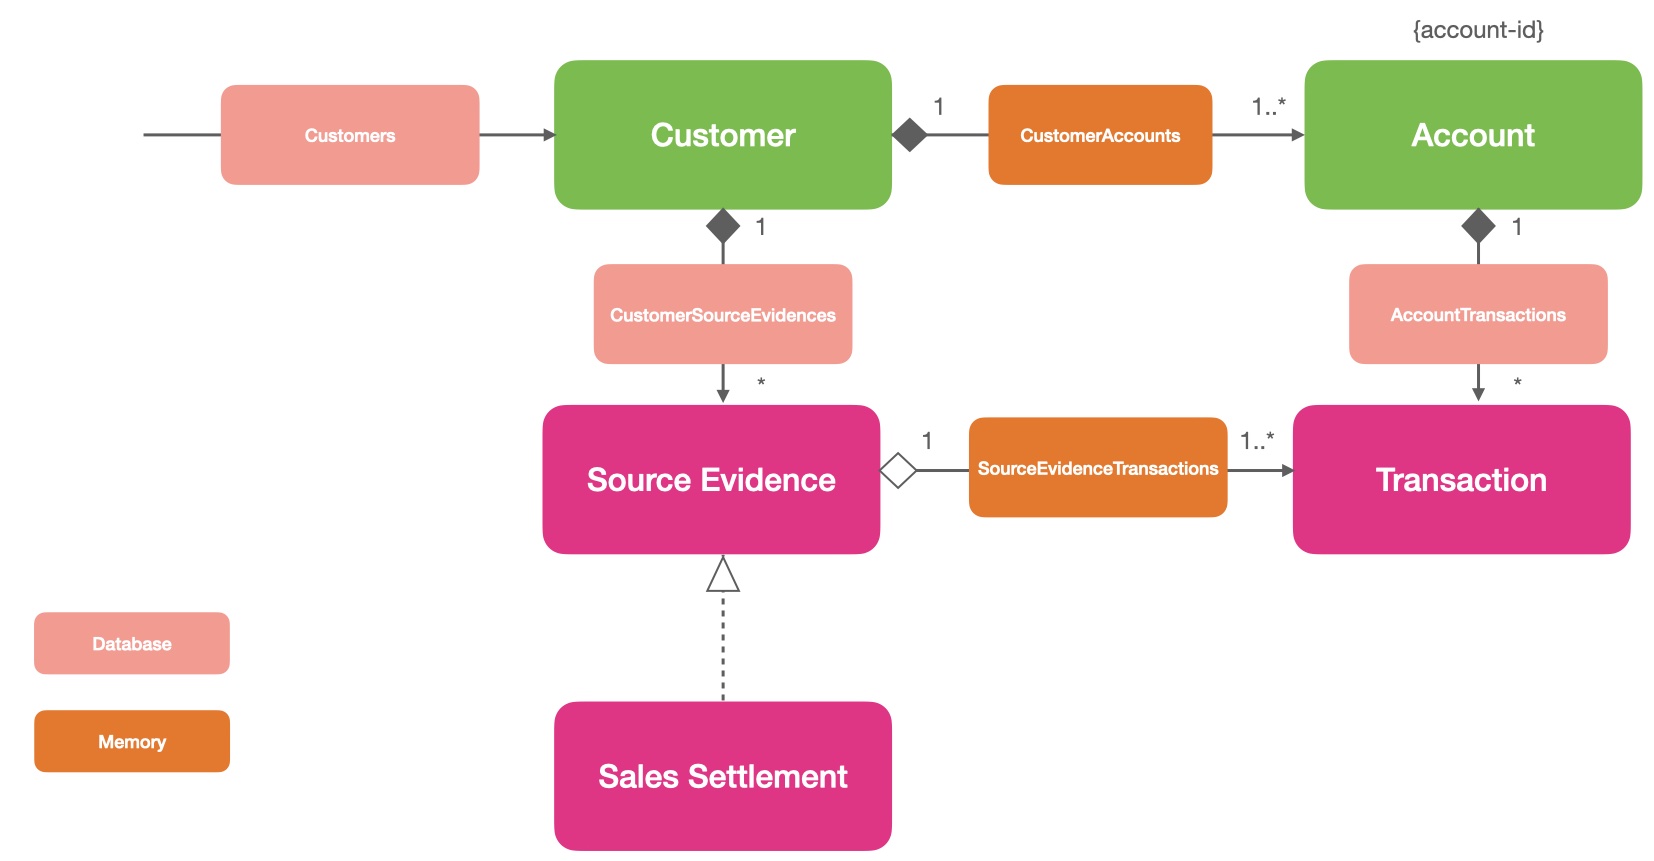 {account-id}
Customers
Customer
1
CustomerAccounts
1..*
Account
1
1
CustomerSourceEvidences
AccountTransactions
*
*
Source Evidence
1
SourceEvidenceTransactions
1..*
Transaction
Database
Memory
Sales Settlement